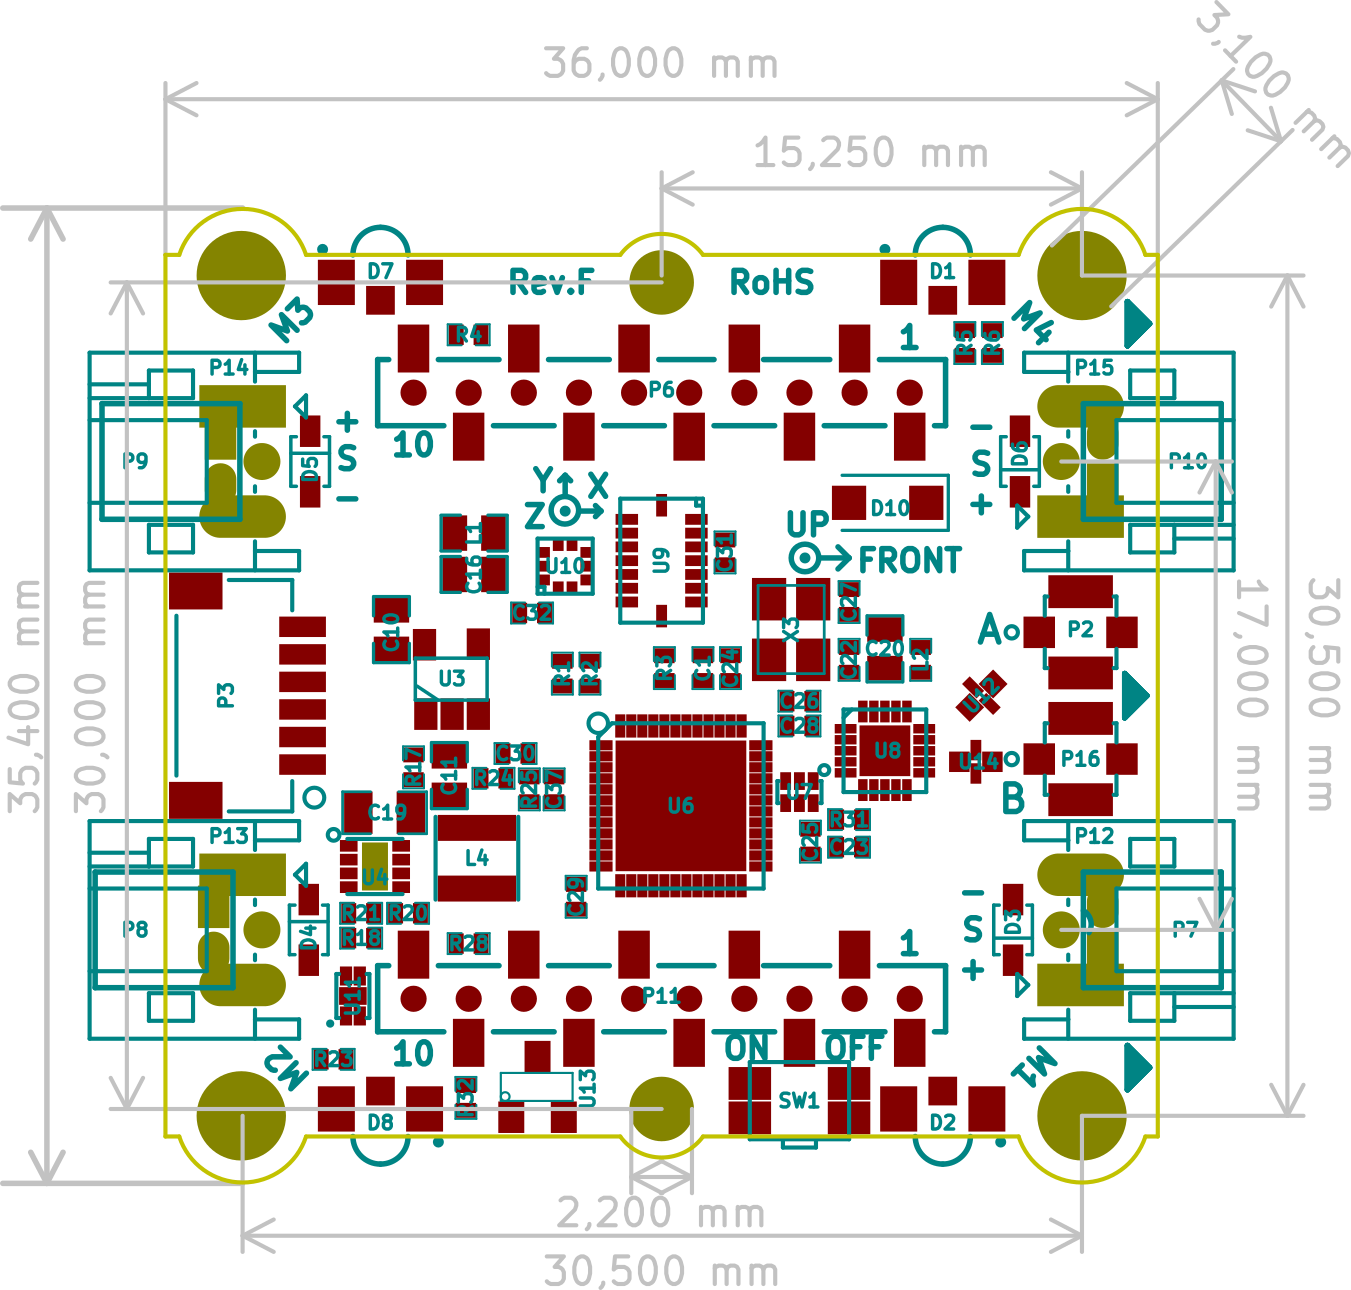 36,000 mm
3,100 mm
15,250 mm
D7
Rev.F
RoHS
D1
M3
M4
R4
1
R5
R6
P14
P6
P15
+
10
-
P9
S
D5
-
S
D6
P10
+
Y
X
Z
L1
D10
UP
FRONT
U9
C31
U10
C16
35,400 mm
30,000 mm
17,000 mm
30,500 mm
C32
C27
C10
X3
A
P2
C20
C22
L2
P3
U3
R1
R2
R3
C1
C24
U12
C26
C28
R17
C11
C30
U8
U14
P16
R24
R25
C37
U7
B
C19
U6
R31
P13
C25
C23
P12
L4
U4
C29
R21
R20
-
P8
D4
R18
R28
1
S
D3
P7
+
U11
P11
10
ON
OFF
M2
R23
M1
R32
U13
SW1
D8
D2
2,200 mm
30,500 mm